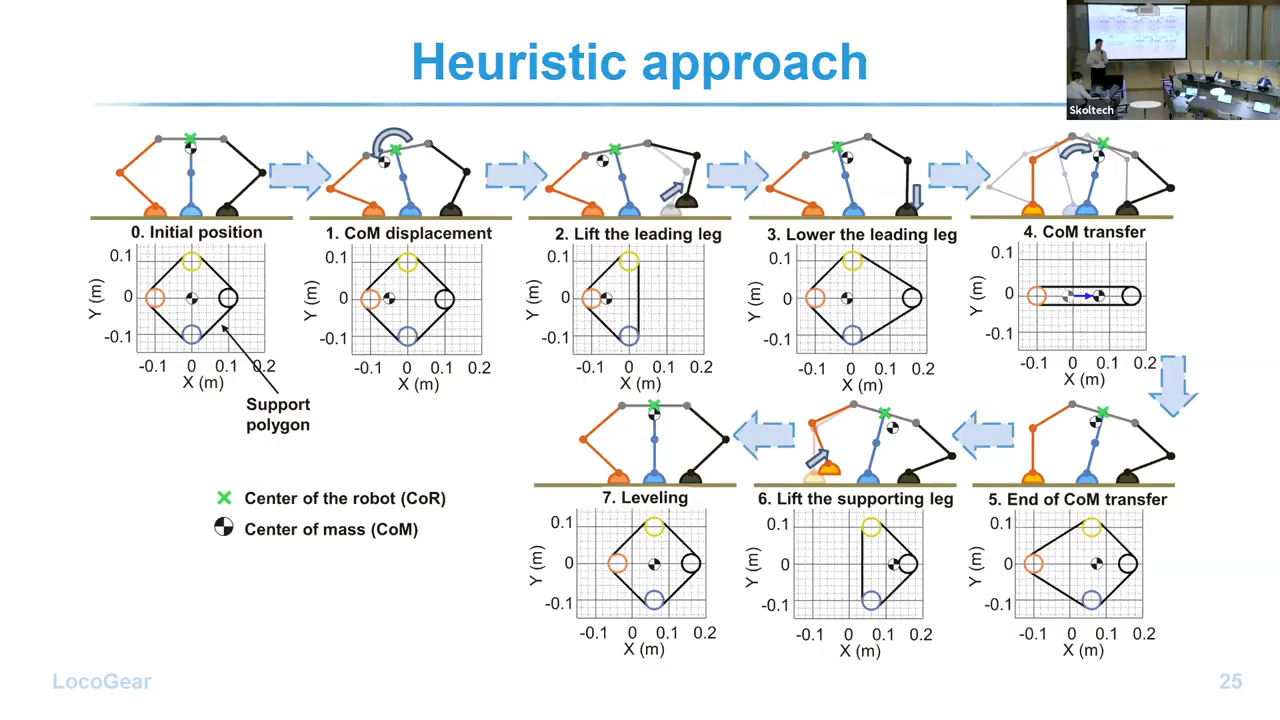 Heuristic approach
Skoltech
0. Initial position
1. CoM displacement
2. Lift the leading leg
3. Lower the leading leg
4. CoM transfer
0.1
0
-0.1
Y (m)
-0.1 0 0.1 0.2
X (m)
0.1
0
-0.1
Y (m)
-0.1 0 0.1 0.2
X (m)
0.1
0
-0.1
Y (m)
-0.1 0 0.1 0.2
X (m)
0.1
0
-0.1
Y (m)
-0.1 0 0.1 0.2
X (m)
0.1
0
-0.1
Y (m)
-0.1 0 0.1 0.2
X (m)
Support
polygon
Center of the robot (CoR)
Center of mass (CoM)
7. Leveling
6. Lift the supporting leg
5. End of CoM transfer
0.1
0
-0.1
Y (m)
-0.1 0 0.1 0.2
X (m)
0.1
0
-0.1
Y (m)
-0.1 0 0.1 0.2
X (m)
0.1
0
-0.1
Y (m)
-0.1 0 0.1 0.2
X (m)
LocoGear
25